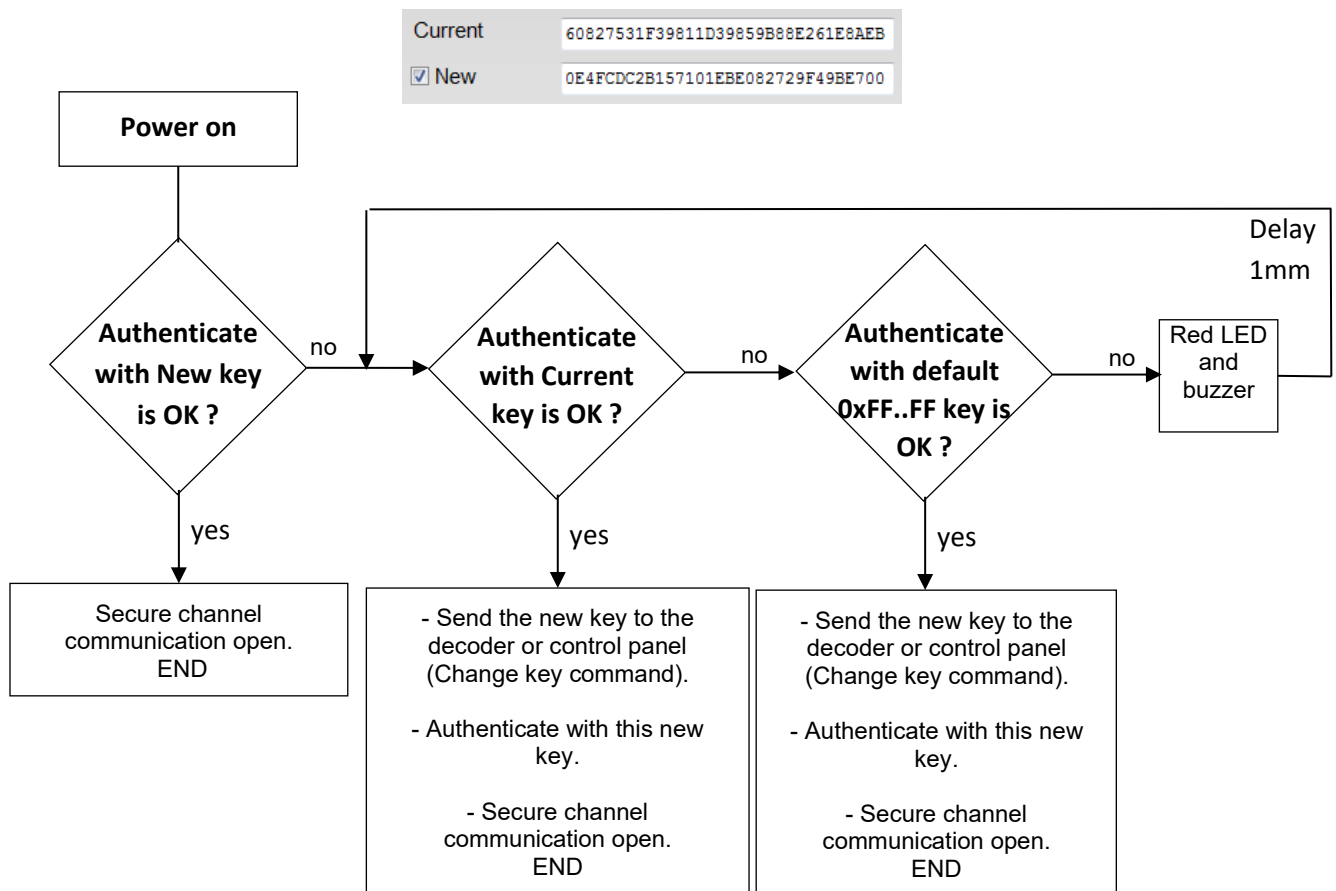 Current
60827531F39811D39859B88E261E8AEB
New
0E4FCDC2B157101EBE082729F49BE700
Power on
Delay
1mm
Authenticate
with New key
is OK ?
no
Authenticate
with Current
key is OK ?
no
Authenticate
with default
0xFF..FF key is
OK ?
no
Red LED
and
buzzer
yes
yes
yes
Secure channel
communication open.
END
- Send the new key to the
decoder or control panel
(Change key command).
- Authenticate with this new
key.
- Secure channel
communication open.
END
- Send the new key to the
decoder or control panel
(Change key command).
- Authenticate with this new
key.
- Secure channel
communication open.
END